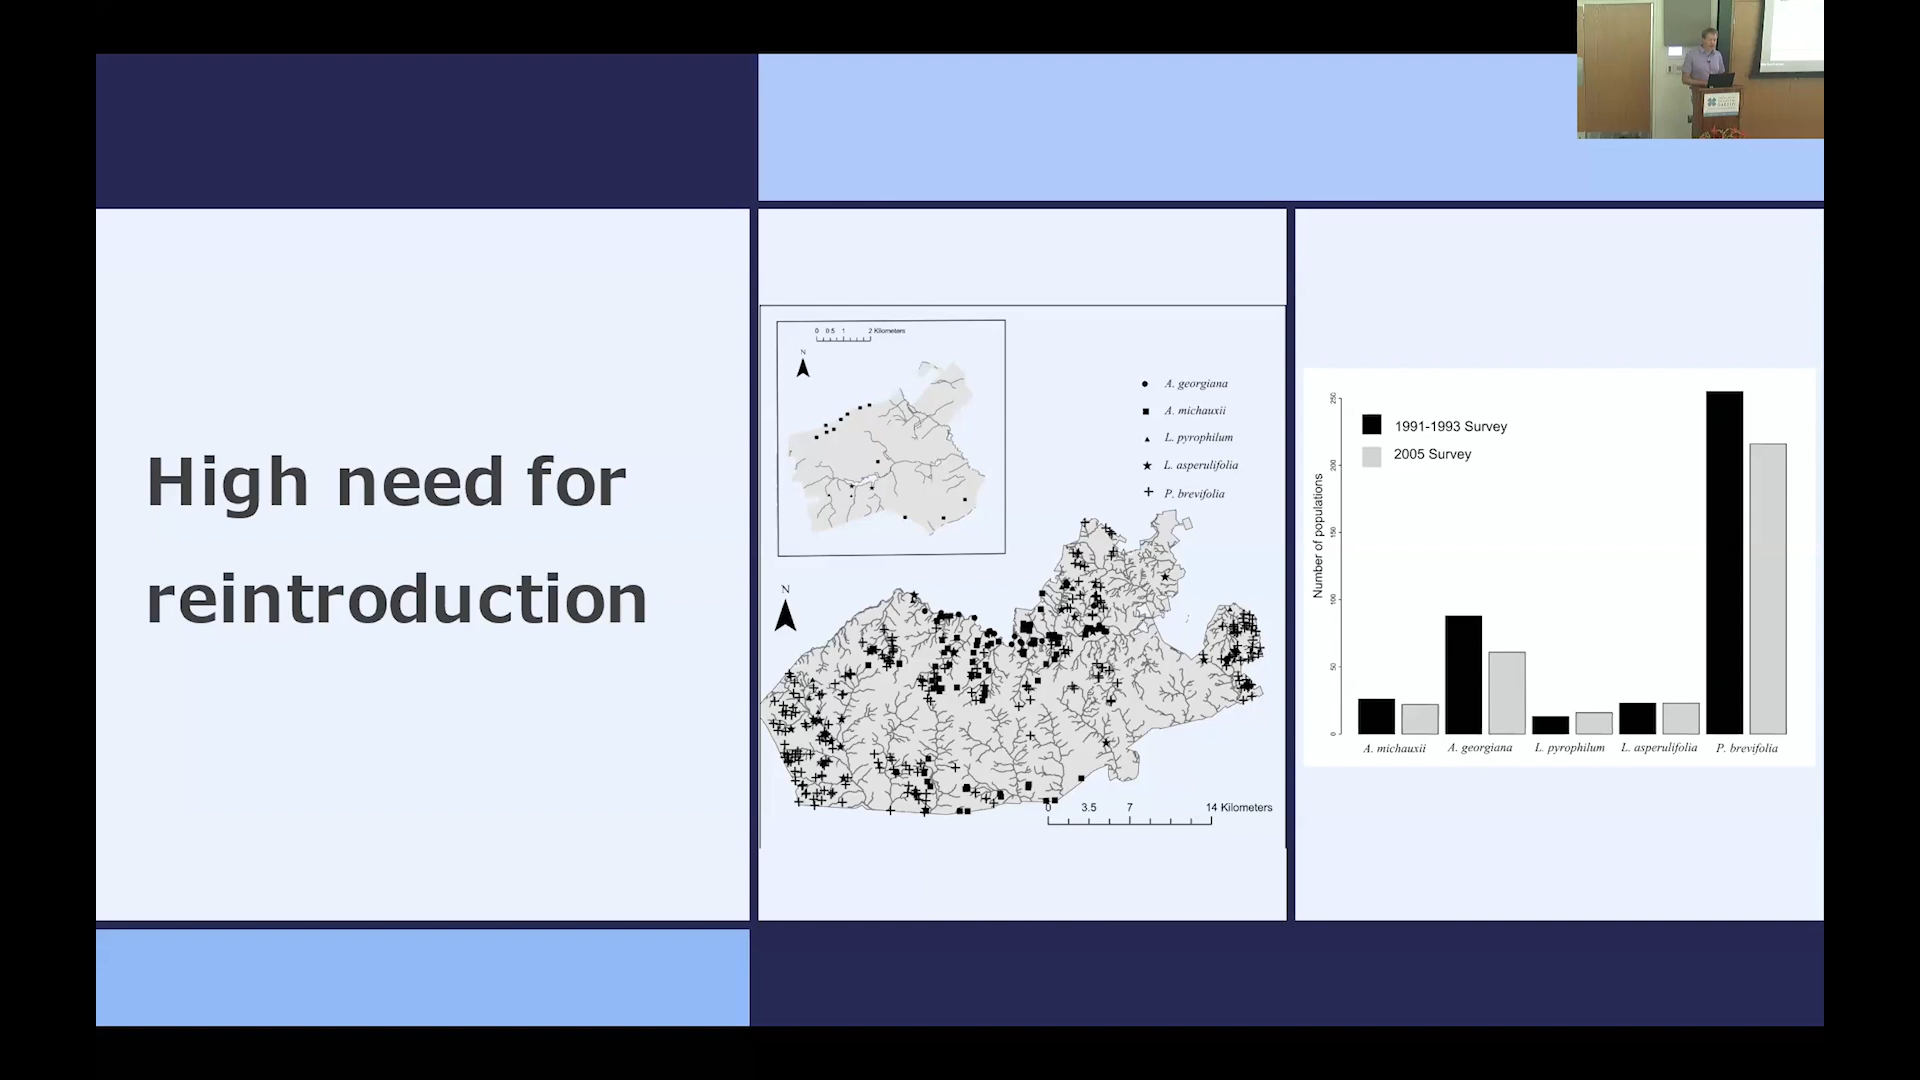 High need for
reintroduction
0 0.5 1 2 Kilometers
N
A. georgiana
A. michauxii
L. pyrophilum
L. asperulifolia
P. brevifolia
N
0 3.5 7 14 Kilometers
1991-1993 Survey
2005 Survey
Number of populations
250
200
150
100
50
0
A. michauxii A. georgiana L. pyrophilum L. asperulifolia P. brevifolia